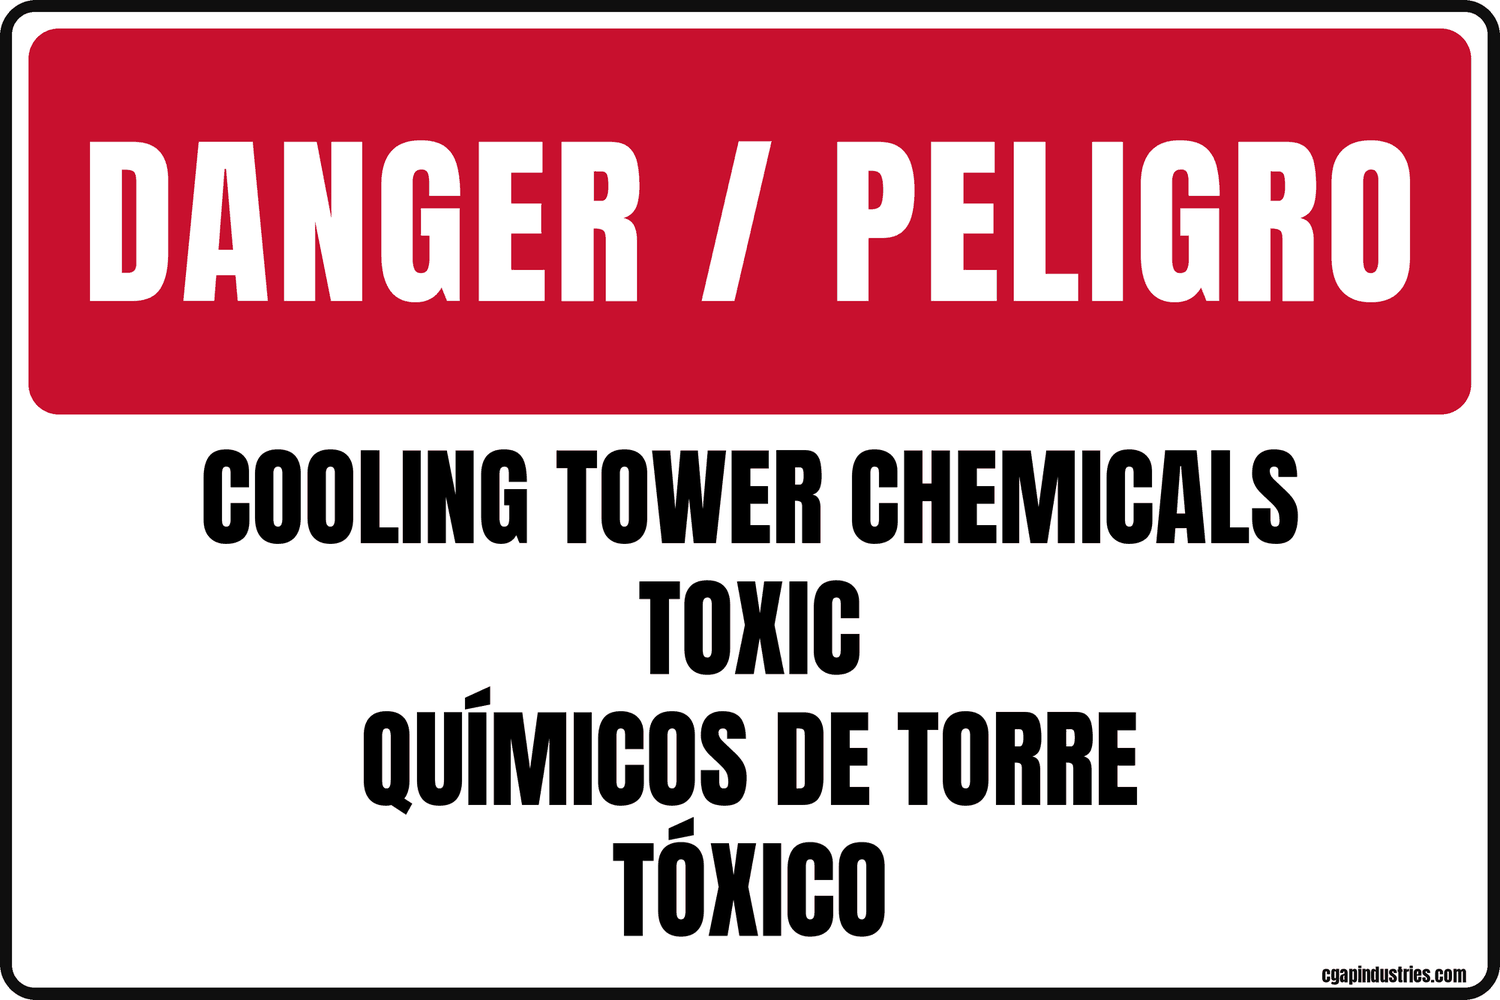 DANGER / PELIGRO
COOLING TOWER CHEMICALS
TOXIC
QUÍMICOS DE TORRE
TÓXICO
cgapindustries.com